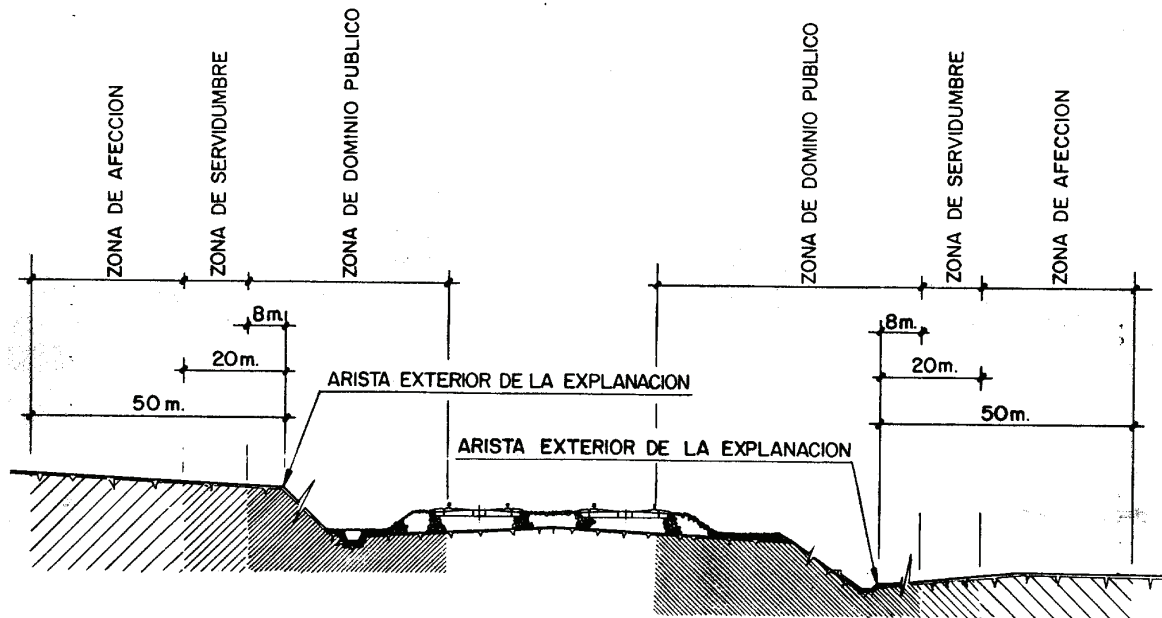 ZONA DE AFECCION
ZONA DE SERVIDUMBRE
ZONA DE DOMINIO PUBLICO
ZONA DE DOMINIO PUBLICO
ZONA DE SERVIDUMBRE
ZONA DE AFECCION
8m.
20m.
50 m.
8m.
20m.
50m.
ARISTA EXTERIOR DE LA EXPLANACION
ARISTA EXTERIOR DE LA EXPLANACION